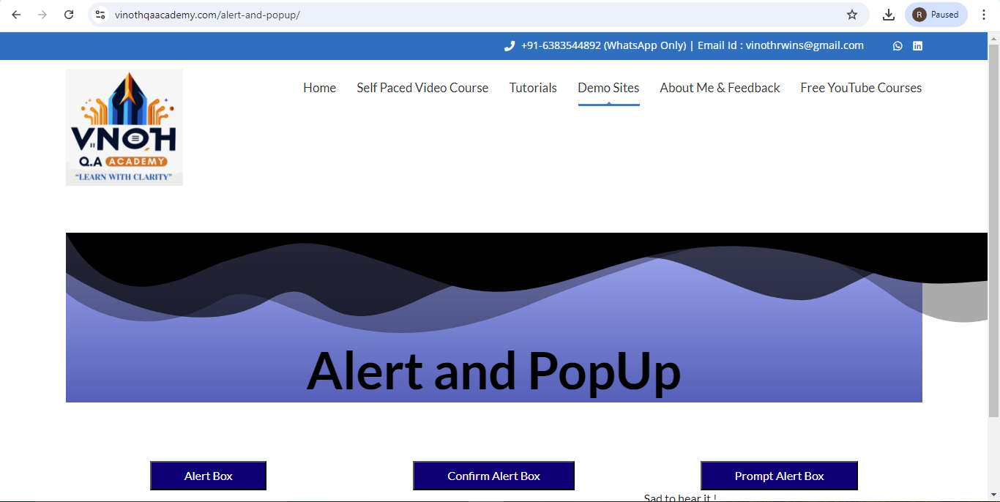 vinothqaacademy.com/alert-and-popup/
R Paused
+91-6383544892 (WhatsApp Only) | Email Id : vinothrwins@gmail.com
Home Self Paced Video Course Tutorials Demo Sites About Me & Feedback Free YouTube Courses
V"NOTH
Q.A ACADEMY
"LEARN WITH CLARITY"
Alert and PopUp
Alert Box Confirm Alert Box Prompt Alert Box
Sad to hear it !